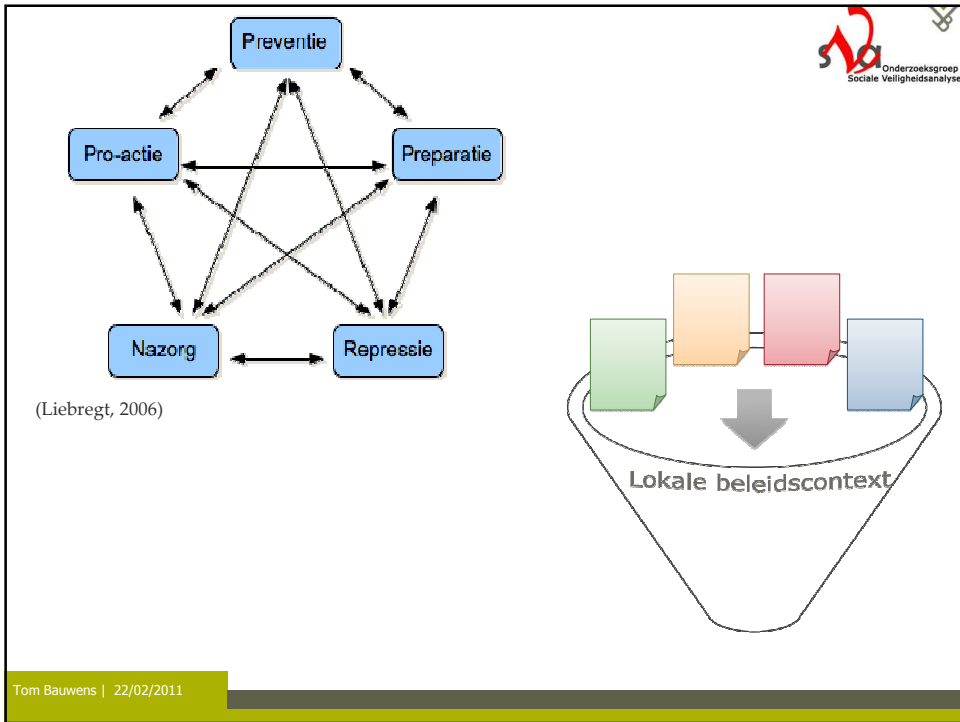 Preventie
Pro-actie
Preparatie
Nazorg
Repressie
(Liebregt, 2006)
Onderzoeksgroep
Sociale Veiligheidsanalyse
Lokale beleidscontext
Tom Bauwens | 22/02/2011